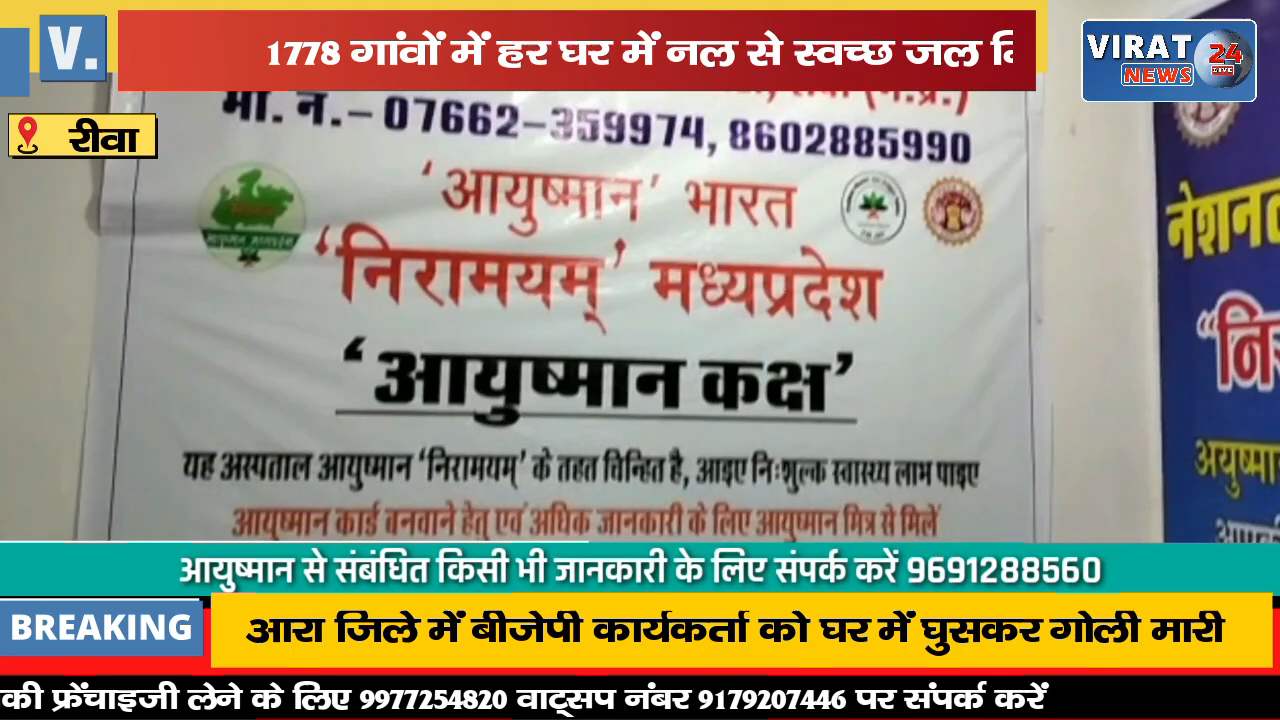 V.
1778 गांवों में हर घर में नल से स्वच्छ जल
VIRAT 24
NEWS LIVE
रीवा
मो. न.– 07662–359974, 8602885990
'आयुष्मान' भारत
'निरामयम्' मध्यप्रदेश
'आयुष्मान कक्ष'
यह अस्पताल आयुष्मान 'निरामयम्' के तहत चिन्हित है, आइए निःशुल्क स्वास्थ्य लाभ पाइए
आयुष्मान कार्ड बनवाने हेतु एवं अधिक जानकारी के लिए आयुष्मान मित्र से मिलें
आयुष्मान से संबंधित किसी भी जानकारी के लिए संपर्क करें 9691288560
BREAKING
आरा जिले में बीजेपी कार्यकर्ता को घर में घुसकर गोली मारी
की फ्रेंचाइजी लेने के लिए 9977254820 वाट्सप नंबर 9179207446 पर संपर्क करें